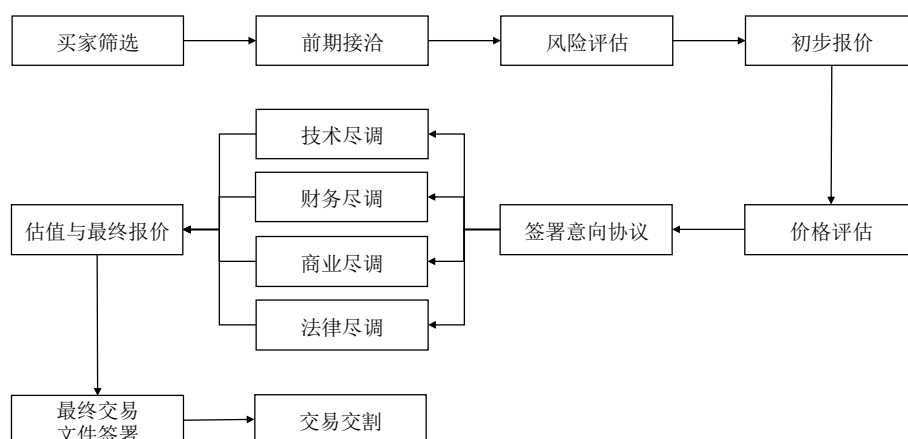 买家筛选
前期接洽
风险评估
初步报价
技术尽调
财务尽调
估值与最终报价
签署意向协议
价格评估
商业尽调
法律尽调
最终交易
文件签署
交易交割